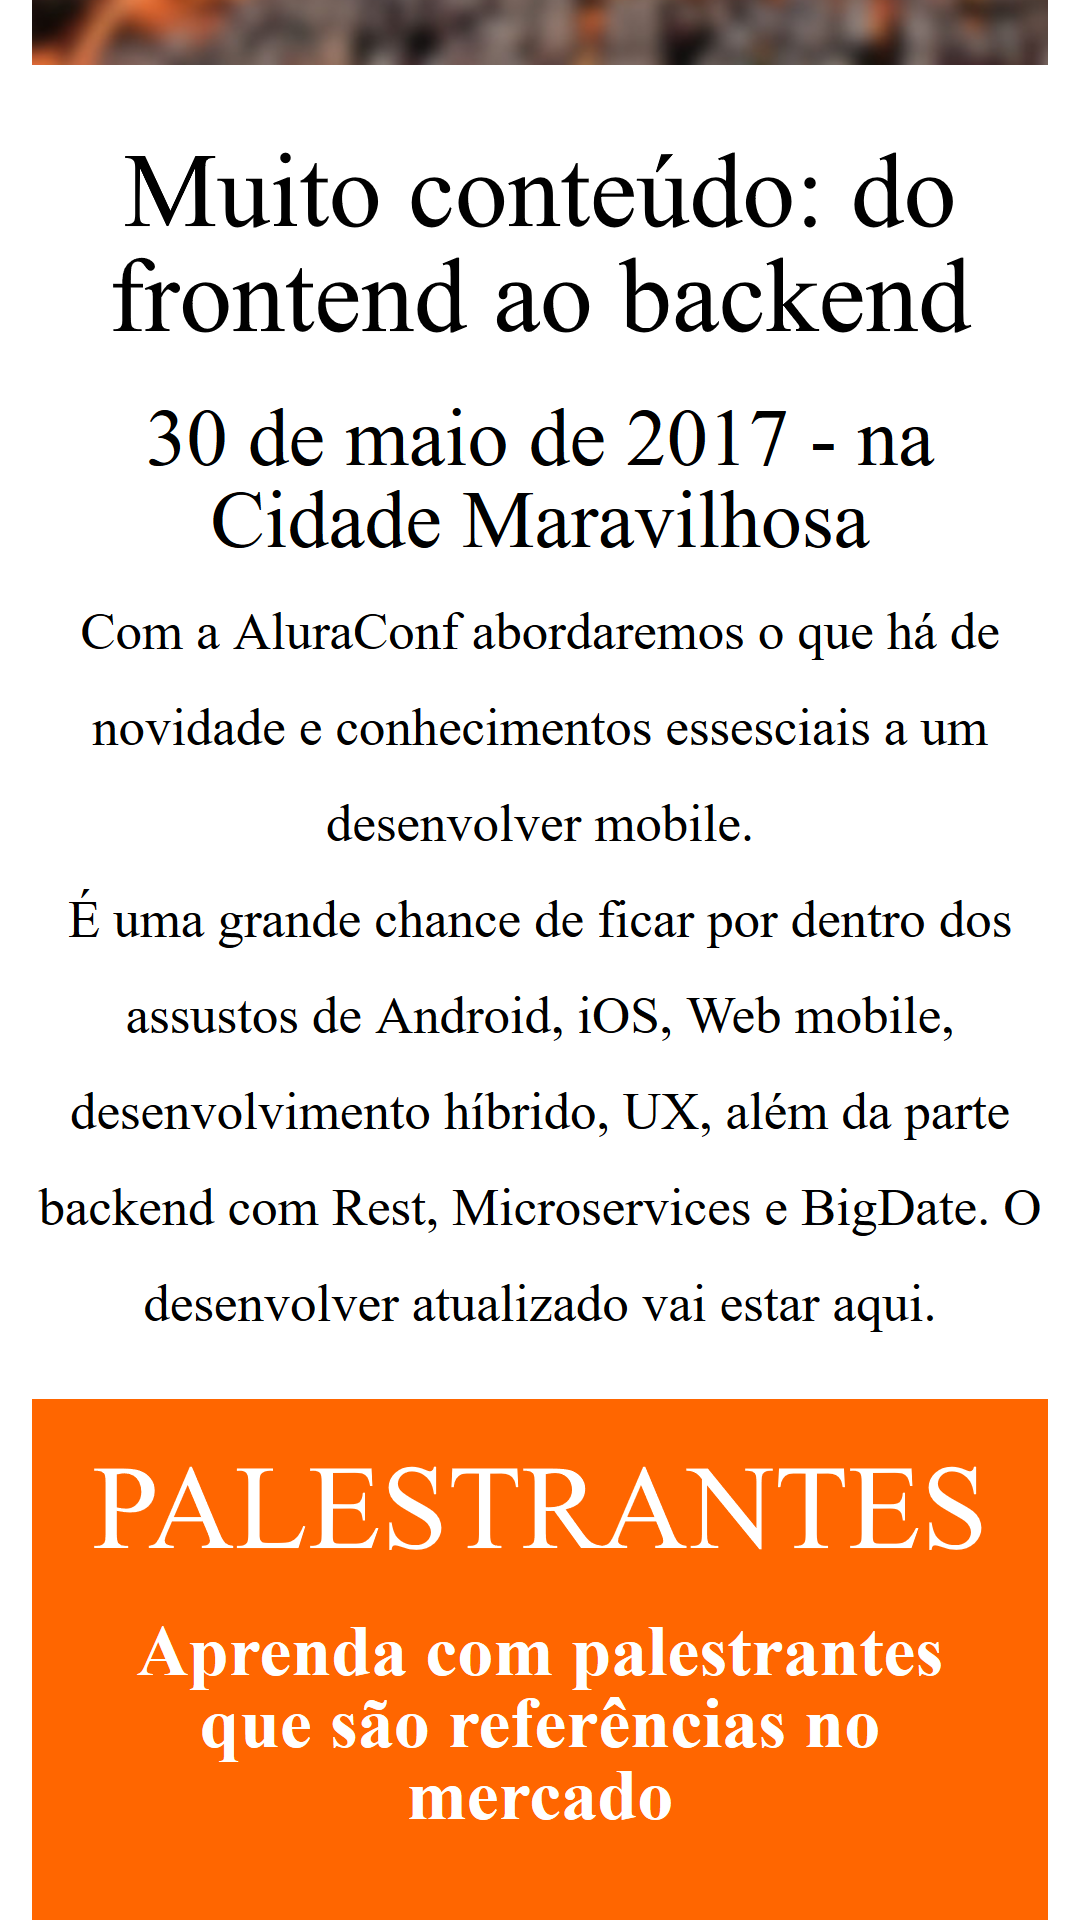 Muito conteúdo: do
frontend ao backend
30 de maio de 2017 - na
Cidade Maravilhosa
Com a AluraConf abordaremos o que há de
novidade e conhecimentos essesciais a um
desenvolver mobile.
É uma grande chance de ficar por dentro dos
assustos de Android, iOS, Web mobile,
desenvolvimento híbrido, UX, além da parte
backend com Rest, Microservices e BigDate. O
desenvolver atualizado vai estar aqui.
PALESTRANTES
Aprenda com palestrantes
que são referências no
mercado